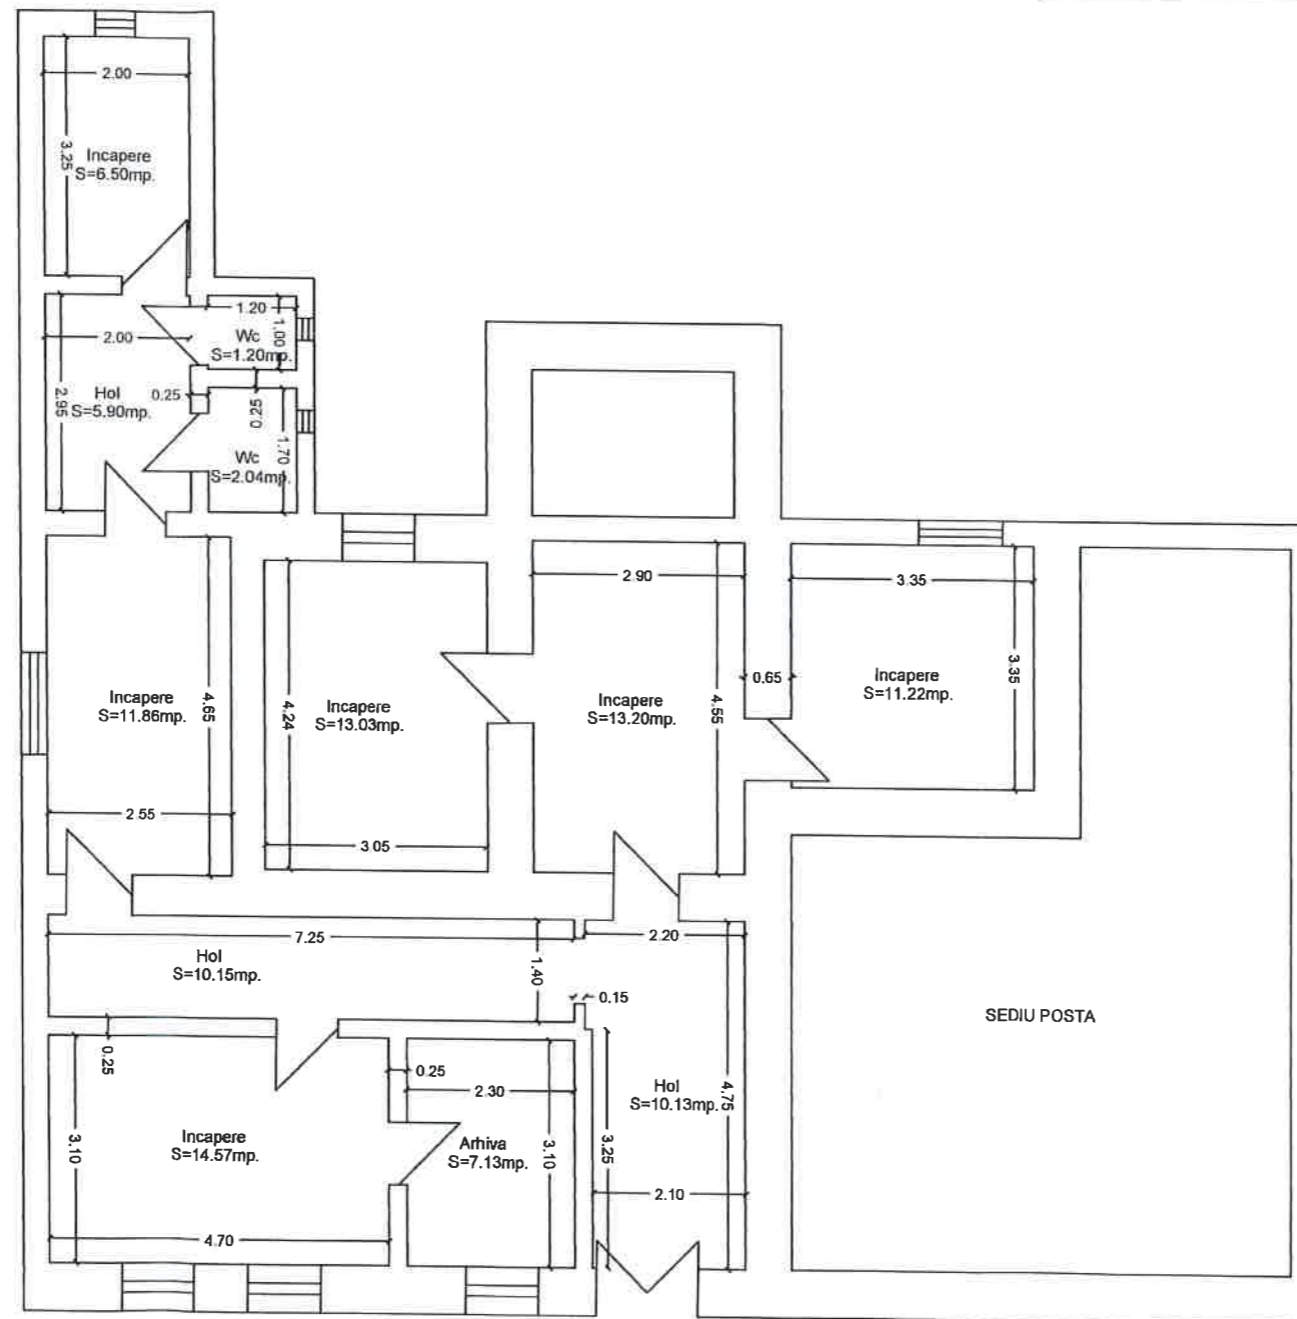 2.00
3.25
Incapere
S=6.50mp.
1.20
1.00
Wc
S=1.20mp.
2.00
2.95
Hol
S=5.90mp.
0.25
0.25
1.70
Wc
S=2.04mp.
2.90
3.35
Incapere
S=11.86mp.
4.65
2.55
4.24
Incapere
S=13.03mp.
3.05
Incapere
S=13.20mp.
4.55
0.65
Incapere
S=11.22mp.
3.35
7.25
2.20
Hol
S=10.15mp.
1.40
0.15
SEDIU POSTA
0.25
0.25
2.30
Hol
S=10.13mp.
4.75
3.10
Incapere
S=14.57mp.
Arhiva
S=7.13mp.
3.10
3.25
2.10
4.70